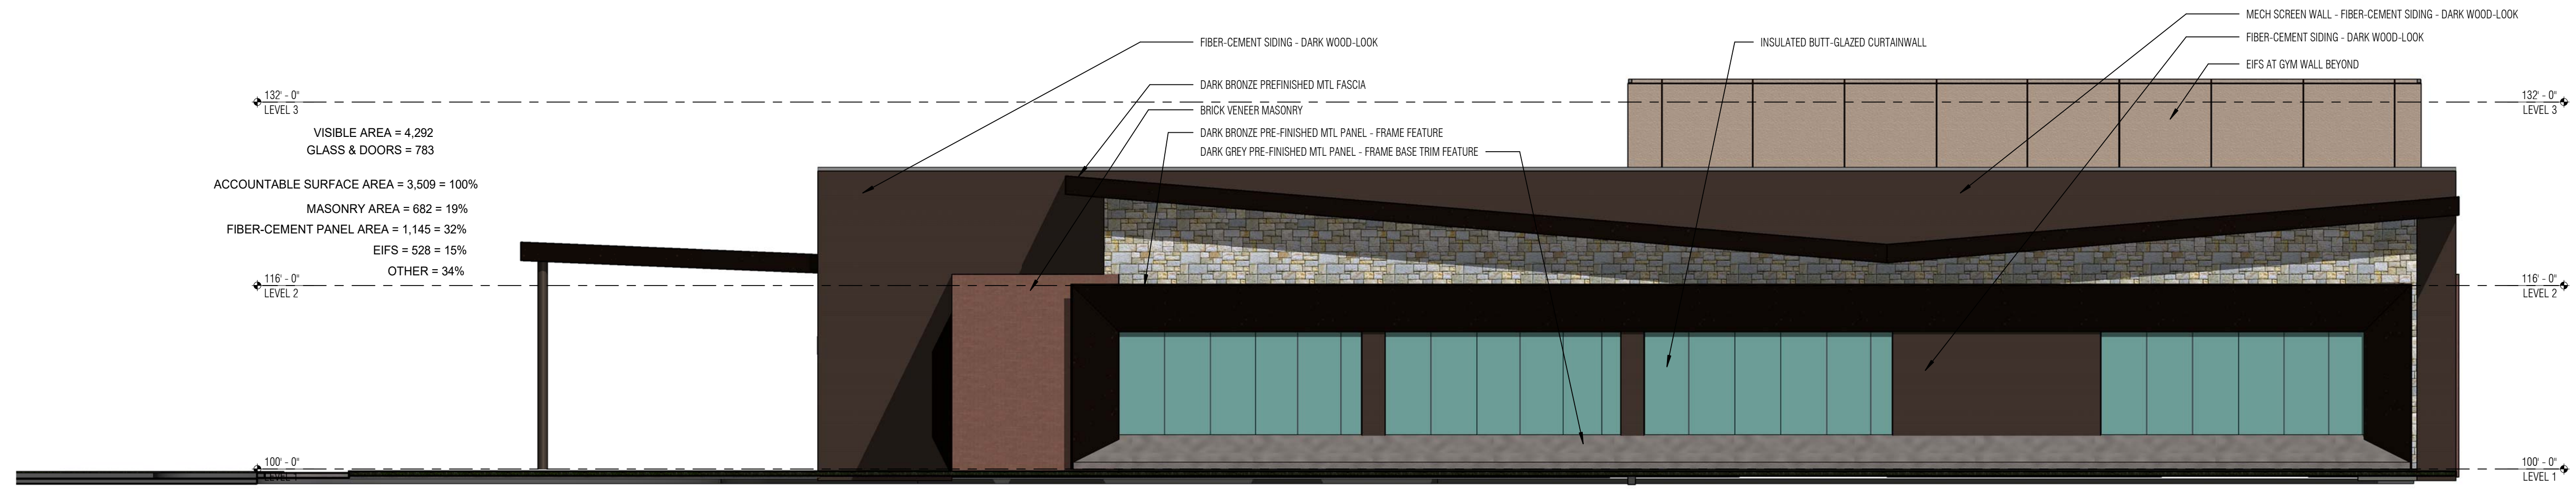 MECH SCREEN WALL - FIBER-CEMENT SIDING - DARK WOOD-LOOK
FIBER-CEMENT SIDING - DARK WOOD-LOOK
INSULATED BUTT-GLAZED CURTAINWALL
FIBER-CEMENT SIDING - DARK WOOD-LOOK
EIFS AT GYM WALL BEYOND
DARK BRONZE PREFINISHED MTL FASCIA
BRICK VENEER MASONRY
DARK BRONZE PRE-FINISHED MTL PANEL - FRAME FEATURE
DARK GREY PRE-FINISHED MTL PANEL - FRAME BASE TRIM FEATURE
132' - 0"
LEVEL 3
VISIBLE AREA = 4,292
GLASS & DOORS = 783
ACCOUNTABLE SURFACE AREA = 3,509 = 100%
MASONRY AREA = 682 = 19%
FIBER-CEMENT PANEL AREA = 1,145 = 32%
EIFS = 528 = 15%
OTHER = 34%
116' - 0"
LEVEL 2
100' - 0"
LEVEL 1
132' - 0"
LEVEL 3
116' - 0"
LEVEL 2
100' - 0"
LEVEL 1